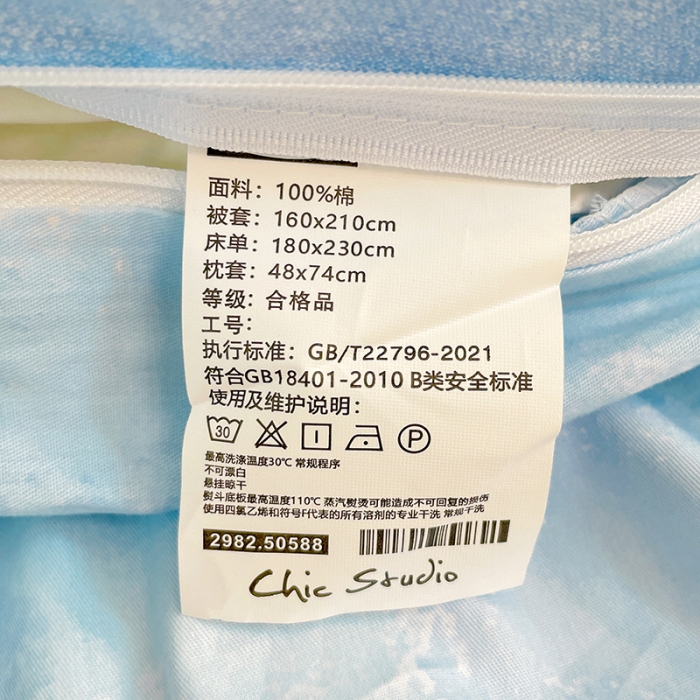 面料：100%棉
被套：160x210cm
床单：180x230cm
枕套：48x74cm
等级：合格品
工号：
执行标准：GB/T22796-2021
符合GB18401-2010 B类安全标准
使用及维护说明：
30 P
最高洗涤温度30℃ 常规程序
不可漂白
悬挂晾干
熨斗底板最高温度110℃ 蒸汽熨烫可能造成不可回复的损伤
使用四氯乙烯和符号F代表的所有溶剂的专业干洗 常规干洗
2982.50588
Chic Studio